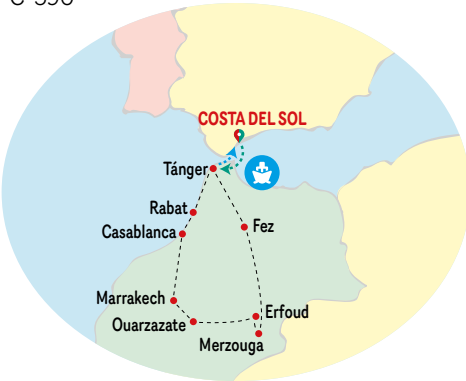 COSTA DEL SOL
Tánger
Rabat
Fez
Casablanca
Marrakech
Erfoud
Ouarzazate
Merzouga